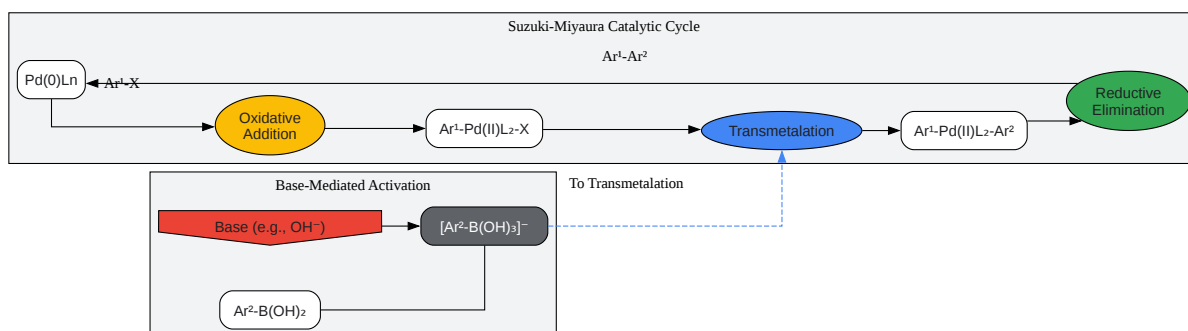 Suzuki-Miyaura Catalytic Cycle
Ar¹-Ar²
Pd(0)Ln
Ar¹-X
Oxidative
Addition
Ar¹-Pd(II)L₂-X
Transmetalation
Ar¹-Pd(II)L₂-Ar²
Reductive
Elimination
Base-Mediated Activation
To Transmetalation
Base (e.g., OH⁻)
[Ar²-B(OH)₃]⁻
Ar²-B(OH)₂